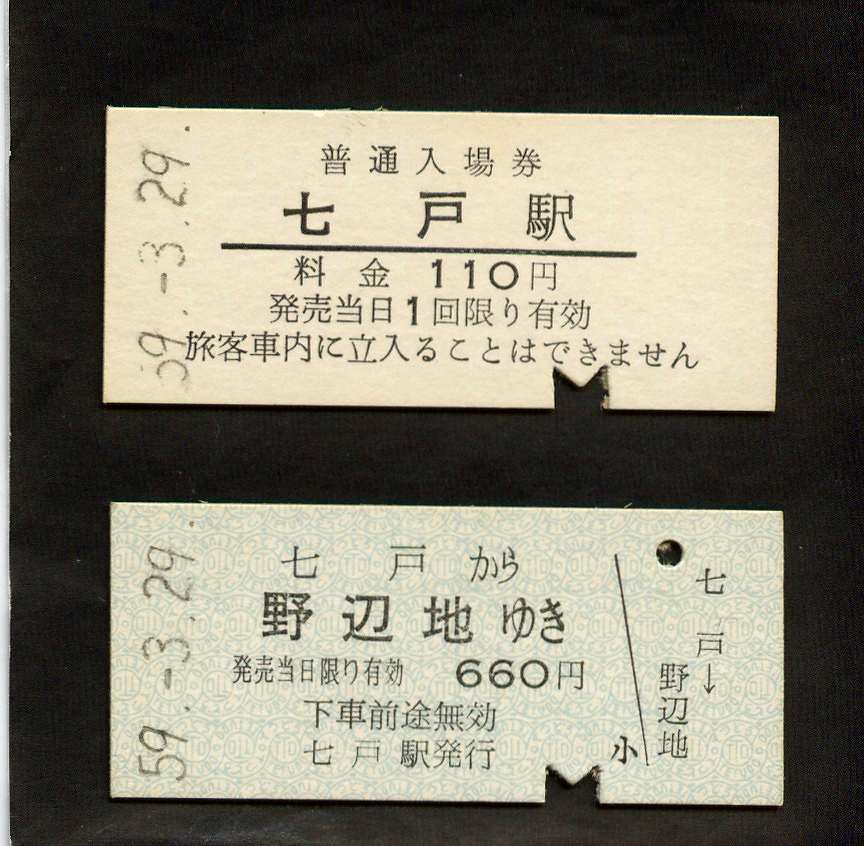 59.-3.29.
普通入場券
七戸駅
料金 110円
発売当日1回限り有効
旅客車内に立入ることはできません
59.-3.29.
七戸から
野辺地ゆき
発売当日限り有効 660円
下車前途無効
七戸駅発行
小
七戸→
野辺地